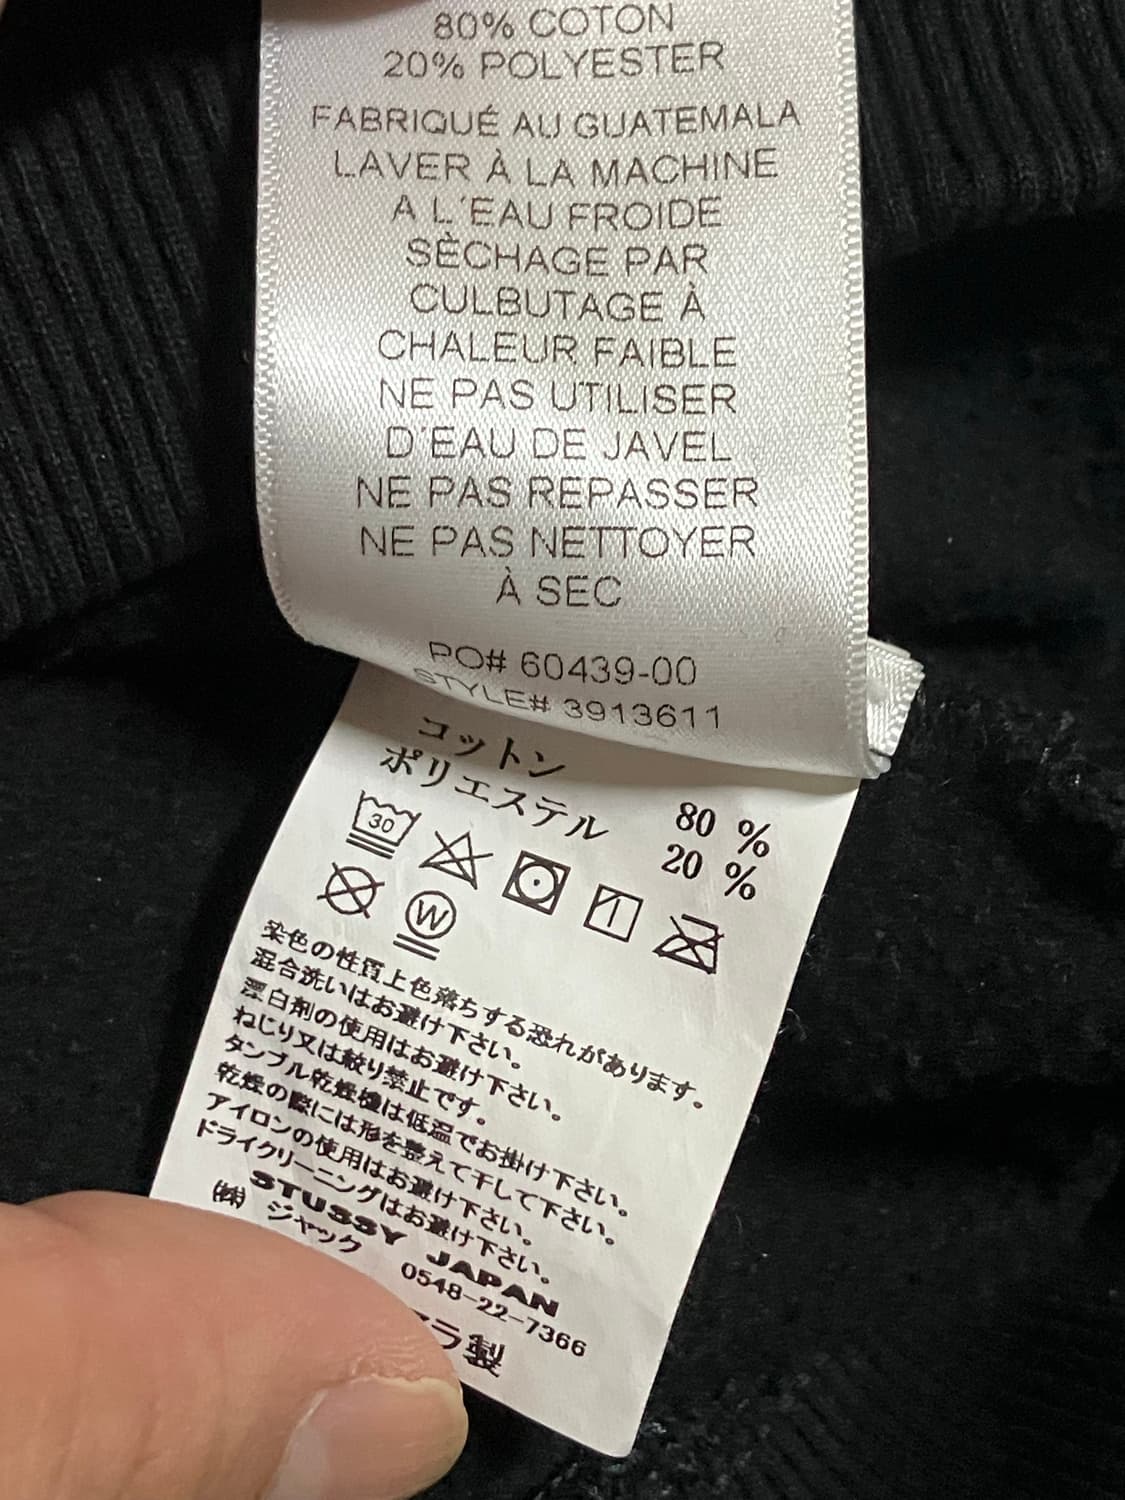 80% COTON
20% POLYESTER
FABRIQUÉ AU GUATEMALA
LAVER À LA MACHINE
A L'EAU FROIDE
SÈCHAGE PAR
CULBUTAGE À
CHALEUR FAIBLE
NE PAS UTILISER
D'EAU DE JAVEL
NE PAS REPASSER
NE PAS NETTOYER
À SEC
PO# 60439-00
STYLE# 3913611
コットン 80 %
ポリエステル 20 %
30
W
染色の性質上色落ちする恐れがあります。
混合洗いはお避け下さい。
漂白剤の使用はお避け下さい。
ねじり又は絞り禁止です。
タンブル乾燥機は低温でお掛け下さい。
乾燥の際には形を整えて干して下さい。
アイロンの使用はお避け下さい。
ドライクリーニングはお避け下さい。
STUSSY JAPAN
㈱ ジャック
0548-22-7366
ラ製